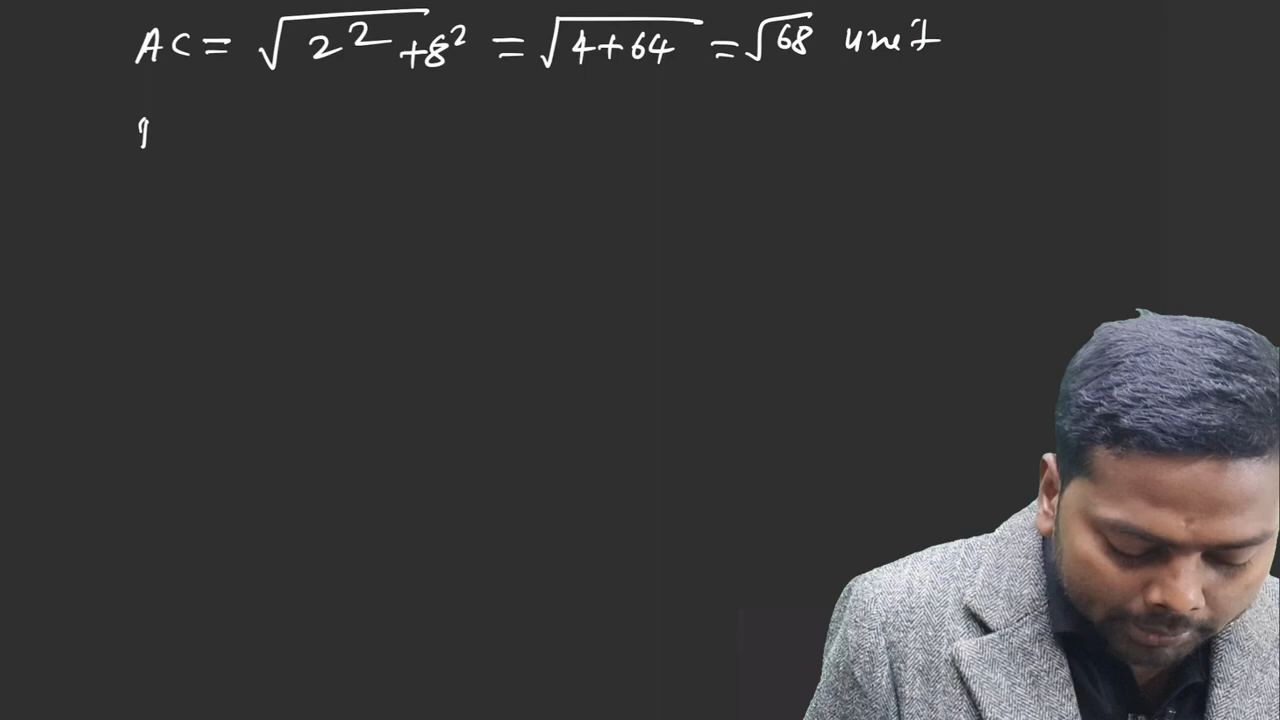 AC = √2² + 8² = √4+64 = √68 unit